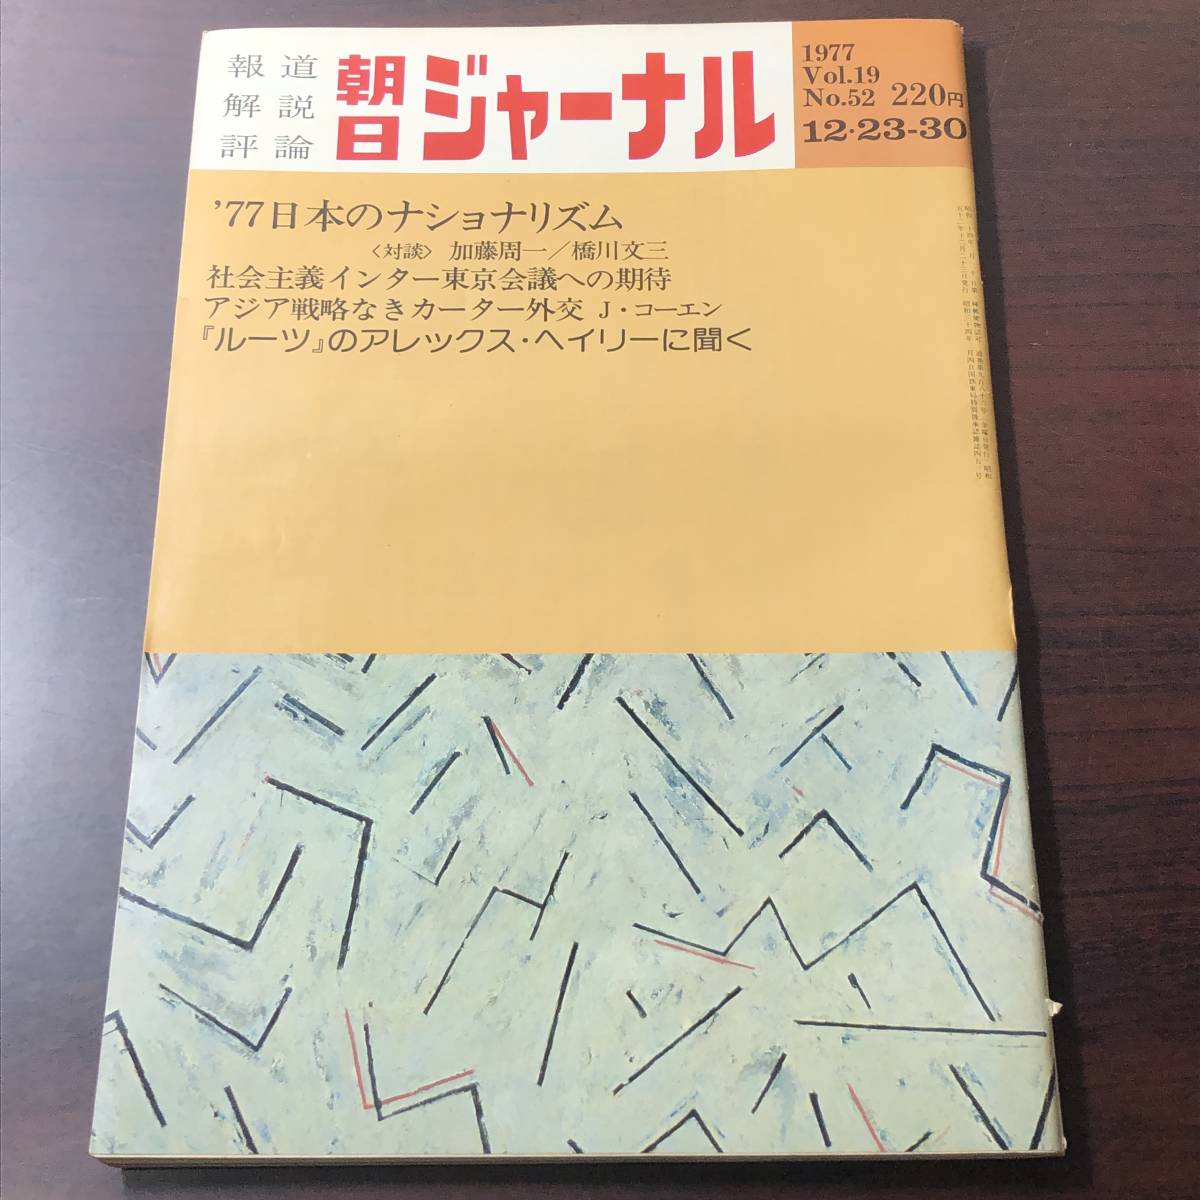 報道
解説
評論
朝日ジャーナル
1977
Vol.19
No.52 220円
12・23-30
’77日本のナショナリズム
〈対談〉 加藤周一／橋川文三
社会主義インター東京会議への期待
アジア戦略なきカーター外交 J・コーエン
『ルーツ』のアレックス・ヘイリーに聞く